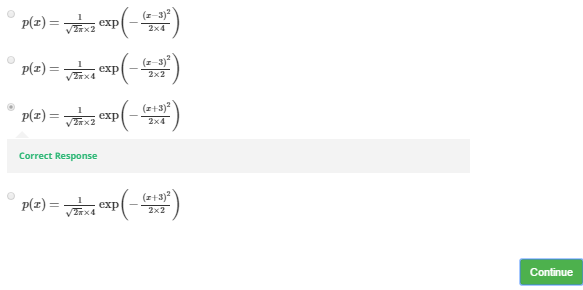 p(x) = 1/(√2π×2) exp(−(x−3)²/(2×4))
p(x) = 1/(√2π×4) exp(−(x−3)²/(2×2))
p(x) = 1/(√2π×2) exp(−(x+3)²/(2×4))
Correct Response
p(x) = 1/(√2π×4) exp(−(x+3)²/(2×2))
Continue